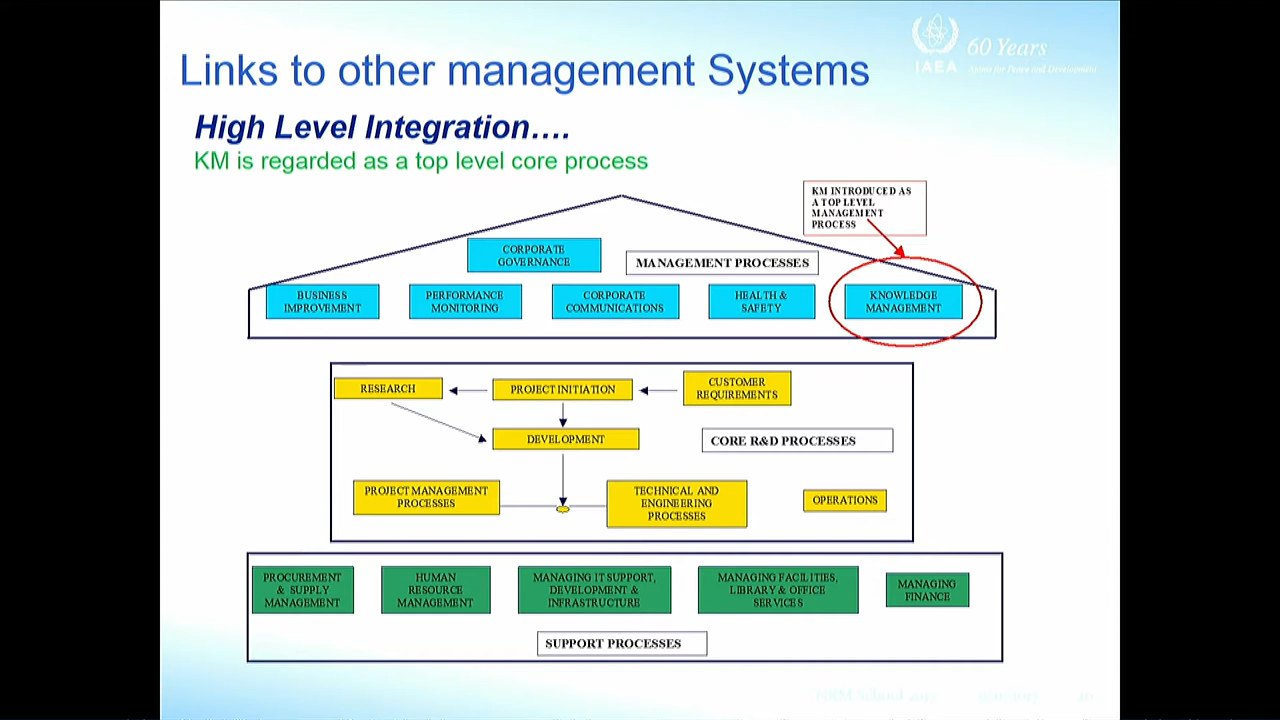 60 Years
IAEA
Atoms for Peace and Development
Links to other management Systems
High Level Integration....
KM is regarded as a top level core process
KM INTRODUCED AS
A TOP LEVEL
MANAGEMENT
PROCESS
CORPORATE
GOVERNANCE
MANAGEMENT PROCESSES
BUSINESS
IMPROVEMENT
PERFORMANCE
MONITORING
CORPORATE
COMMUNICATIONS
HEALTH &
SAFETY
KNOWLEDGE
MANAGEMENT
RESEARCH
PROJECT INITIATION
CUSTOMER
REQUIREMENTS
DEVELOPMENT
CORE R&D PROCESSES
PROJECT MANAGEMENT
PROCESSES
TECHNICAL AND
ENGINEERING
PROCESSES
OPERATIONS
PROCUREMENT
& SUPPLY
MANAGEMENT
HUMAN
RESOURCE
MANAGEMENT
MANAGING IT SUPPORT,
DEVELOPMENT &
INFRASTRUCTURE
MANAGING FACILITIES,
LIBRARY & OFFICE
SERVICES
MANAGING
FINANCE
SUPPORT PROCESSES